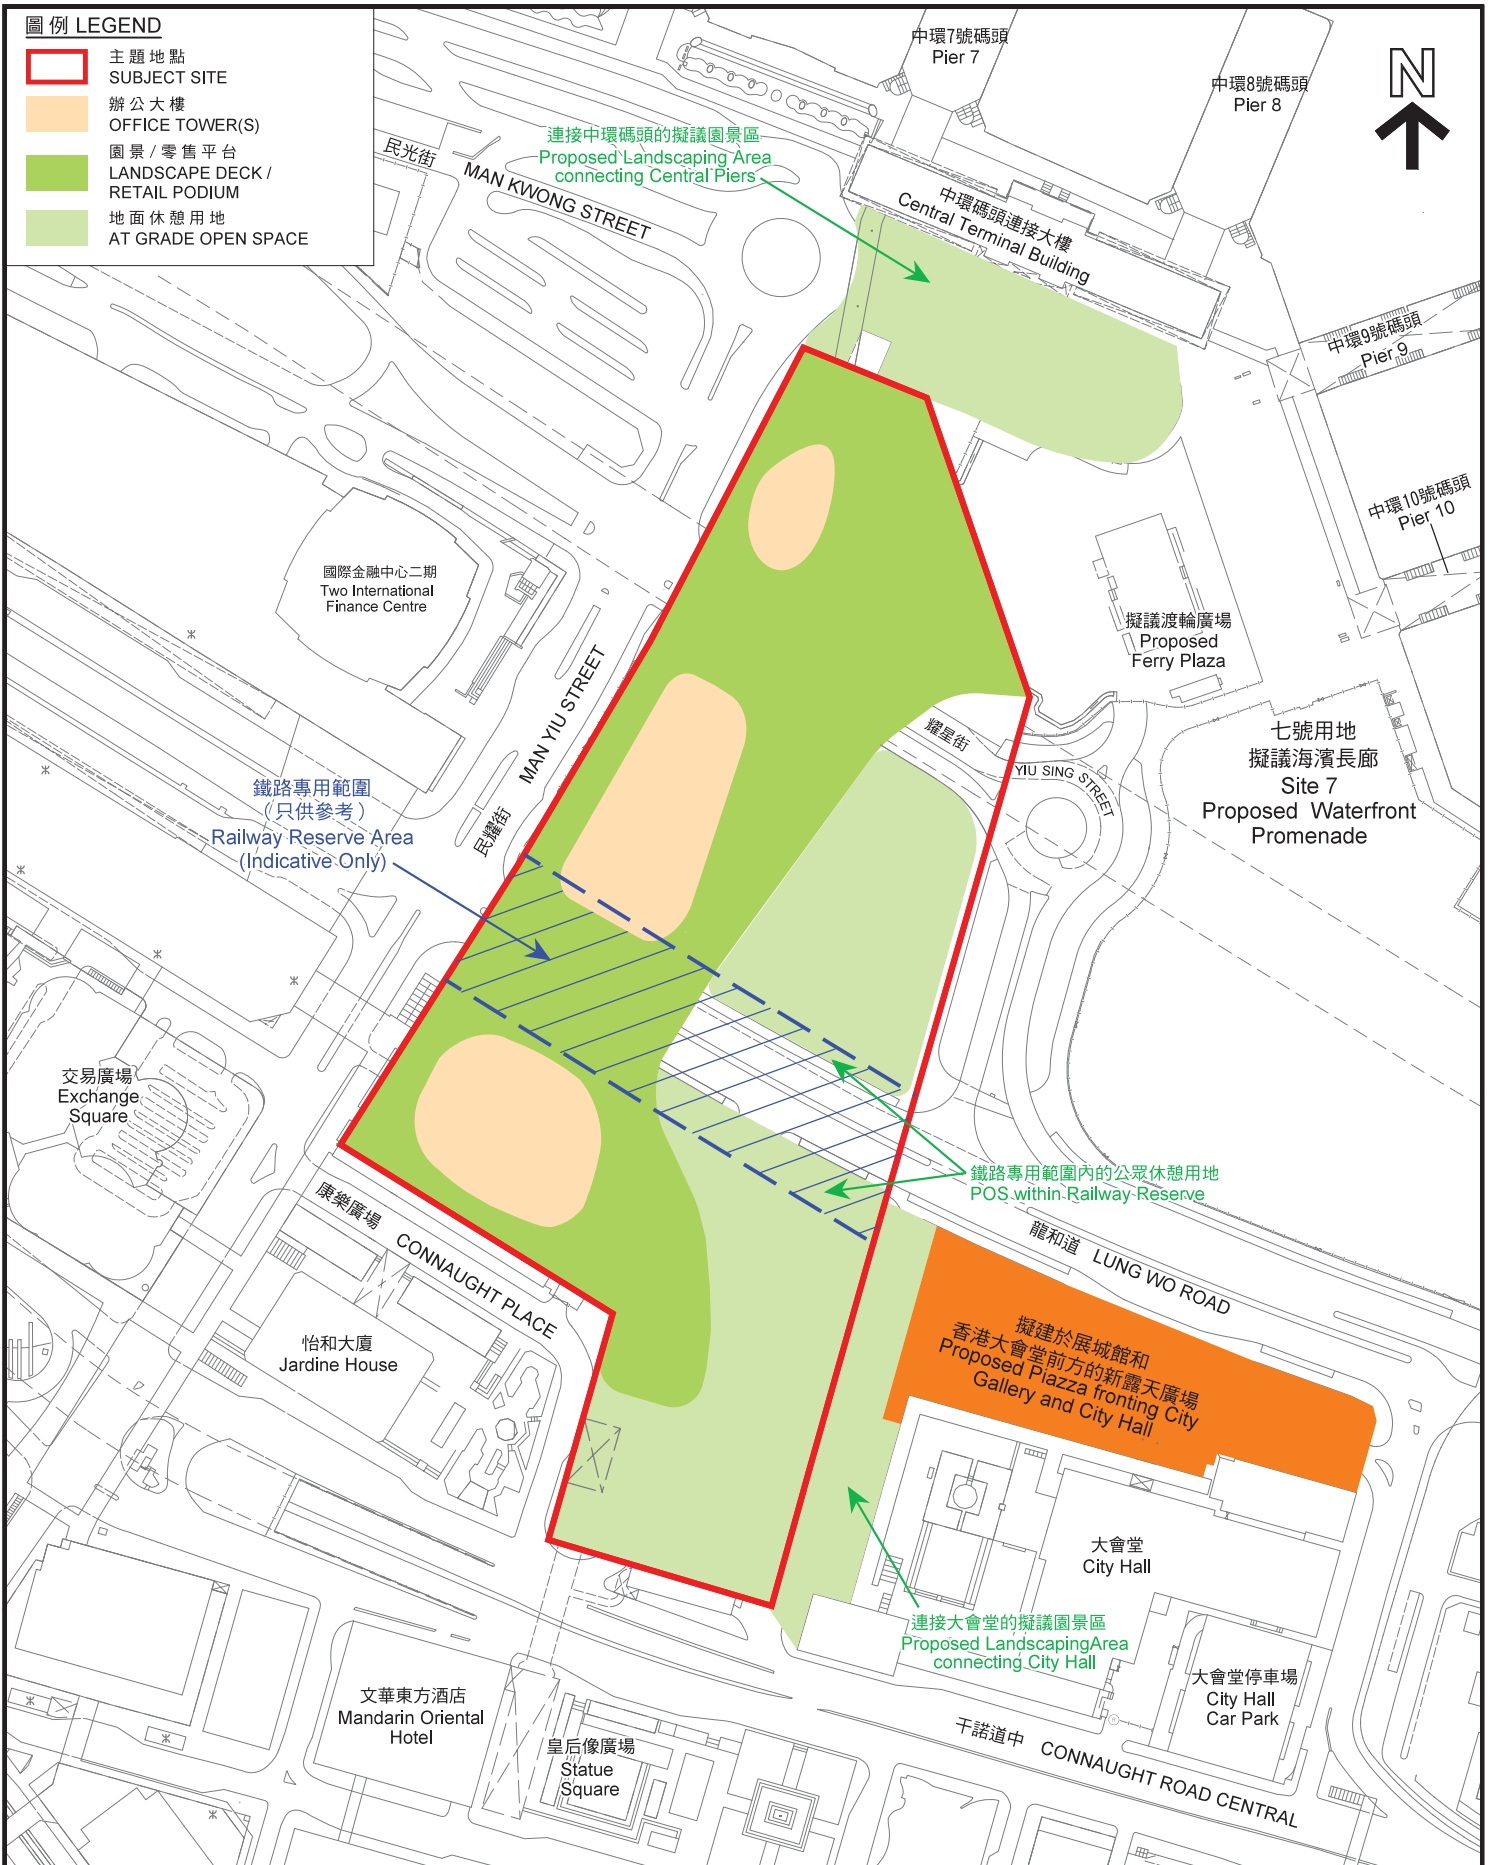 圖例 LEGEND
主題地點
SUBJECT SITE
辦公大樓
OFFICE TOWER(S)
園景/零售平台
LANDSCAPE DECK /
RETAIL PODIUM
地面休憩用地
AT GRADE OPEN SPACE
中環7號碼頭
Pier 7
中環8號碼頭
Pier 8
N
連接中環碼頭的擬議園景區
Proposed Landscaping Area
connecting Central Piers
民光街
MAN KWONG STREET
中環碼頭連接大樓
Central Terminal Building
中環9號碼頭
Pier 9
中環10號碼頭
Pier 10
國際金融中心二期
Two International
Finance Centre
擬議渡輪廣場
Proposed
Ferry Plaza
民耀街
MAN YIU STREET
耀星街
YIU SING STREET
七號用地
擬議海濱長廊
Site 7
Proposed Waterfront
Promenade
鐵路專用範圍
(只供參考)
Railway Reserve Area
(Indicative Only)
交易廣場
Exchange
Square
鐵路專用範圍內的公眾休憩用地
POS within Railway Reserve
康樂廣場 CONNAUGHT PLACE
龍和道 LUNG WO ROAD
怡和大廈
Jardine House
擬建於展城館和
香港大會堂前方的新露天廣場
Proposed Piazza fronting City
Gallery and City Hall
大會堂
City Hall
連接大會堂的擬議園景區
Proposed LandscapingArea
connecting City Hall
大會堂停車場
City Hall
Car Park
文華東方酒店
Mandarin Oriental
Hotel
皇后像廣場
Statue
Square
干諾道中 CONNAUGHT ROAD CENTRAL